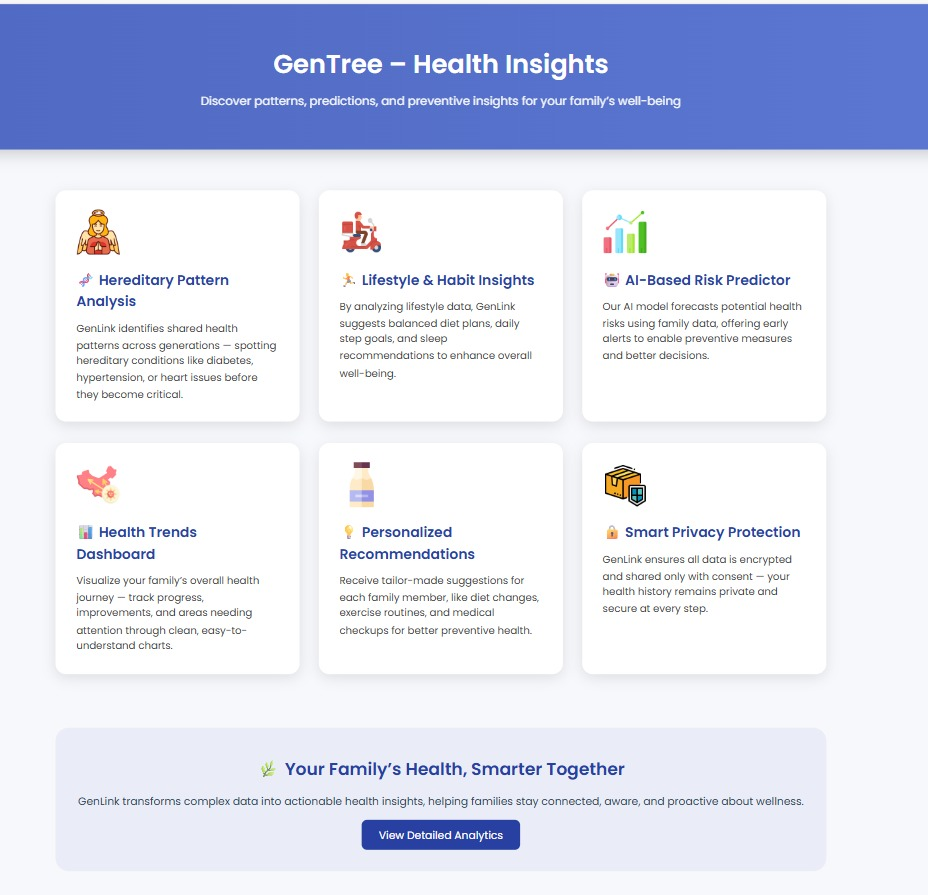 GenTree – Health Insights
Discover patterns, predictions, and preventive insights for your family's well-being
🧬 Hereditary Pattern
Analysis
GenLink identifies shared health
patterns across generations — spotting
hereditary conditions like diabetes,
hypertension, or heart issues before
they become critical.
🏃 Lifestyle & Habit Insights
By analyzing lifestyle data, GenLink
suggests balanced diet plans, daily
step goals, and sleep
recommendations to enhance overall
well-being.
🤖 AI-Based Risk Predictor
Our AI model forecasts potential health
risks using family data, offering early
alerts to enable preventive measures
and better decisions.
📊 Health Trends
Dashboard
Visualize your family's overall health
journey — track progress,
improvements, and areas needing
attention through clean, easy-to-
understand charts.
💡 Personalized
Recommendations
Receive tailor-made suggestions for
each family member, like diet changes,
exercise routines, and medical
checkups for better preventive health.
🔒 Smart Privacy Protection
GenLink ensures all data is encrypted
and shared only with consent — your
health history remains private and
secure at every step.
🌿 Your Family's Health, Smarter Together
GenLink transforms complex data into actionable health insights, helping families stay connected, aware, and proactive about wellness.
View Detailed Analytics